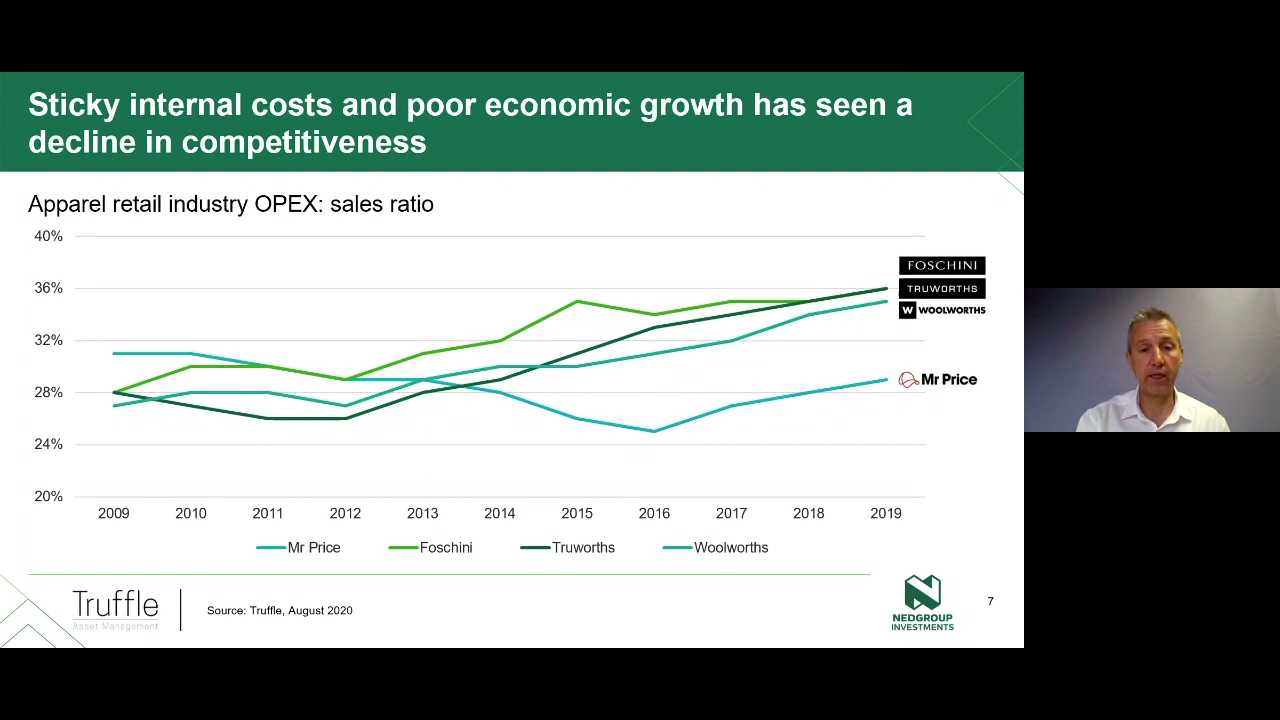 Sticky internal costs and poor economic growth has seen a
decline in competitiveness
Apparel retail industry OPEX: sales ratio
40%
36%
32%
28%
24%
20%
2009 2010 2011 2012 2013 2014 2015 2016 2017 2018 2019
FOSCHINI
TRUWORTHS
W WOOLWORTHS
Mr Price
Mr Price Foschini Truworths Woolworths
Truffle
Asset Management
Source: Truffle, August 2020
NEDGROUP
INVESTMENTS
7